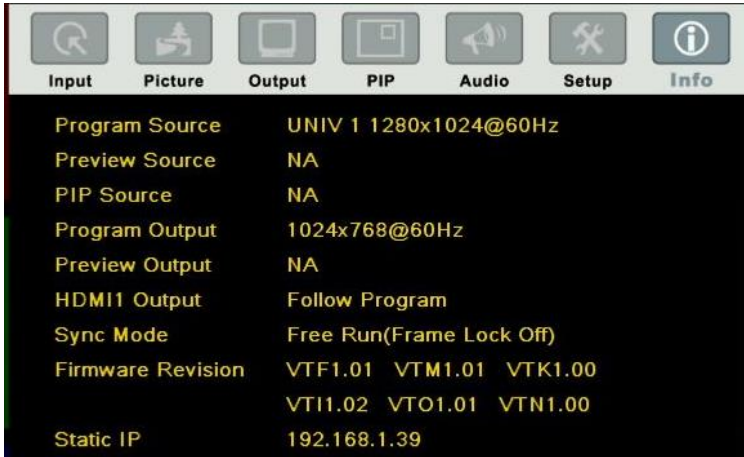 Input Picture Output PIP Audio Setup Info
Program Source UNIV 1 1280x1024@60Hz
Preview Source NA
PIP Source NA
Program Output 1024x768@60Hz
Preview Output NA
HDMI1 Output Follow Program
Sync Mode Free Run(Frame Lock Off)
Firmware Revision VTF1.01 VTM1.01 VTK1.00
VTI1.02 VTO1.01 VTN1.00
Static IP 192.168.1.39